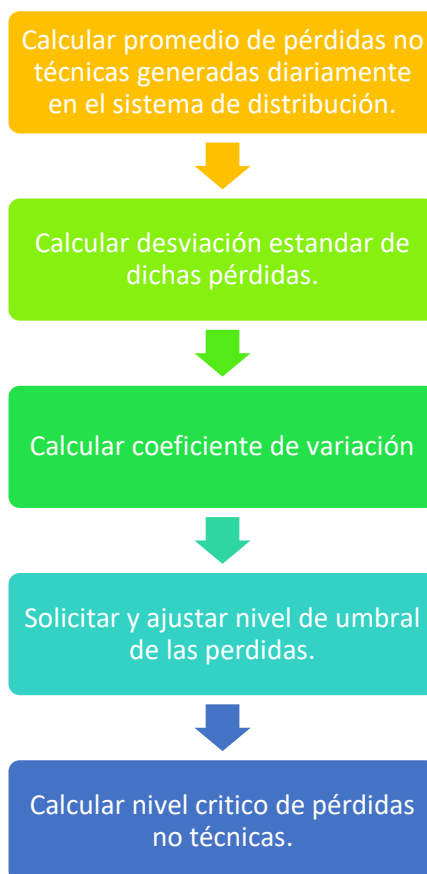 Calcular promedio de pérdidas no
técnicas generadas diariamente
en el sistema de distribución.
Calcular desviación estandar de
dichas pérdidas.
Calcular coeficiente de variación
Solicitar y ajustar nivel de umbral
de las perdidas.
Calcular nivel critico de pérdidas
no técnicas.